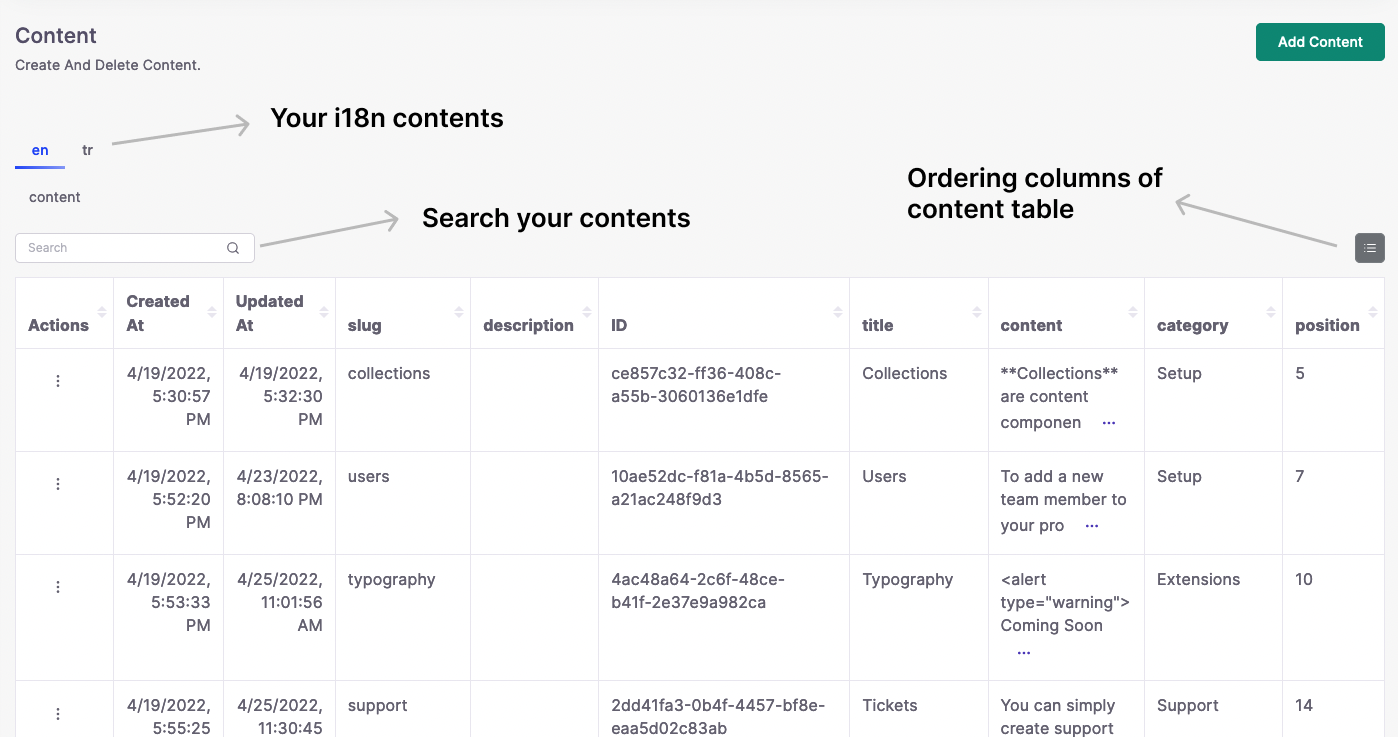 Content
Add Content
Create And Delete Content.
Your i18n contents
en tr
Ordering columns of
content table
content
Search your contents
Search
Actions Created At Updated At slug description ID title content category position
4/19/2022, 4/19/2022, collections ce857c32-ff36-408c- Collections **Collections** Setup 5
5:30:57 5:32:30 a55b-3060136e1dfe are content
PM PM componen ...
4/19/2022, 4/23/2022, users 10ae52dc-f81a-4b5d-8565- Users To add a new Setup 7
5:52:20 8:08:10 PM a21ac248f9d3 team member to
PM your pro ...
4/19/2022, 4/25/2022, typography 4ac48a64-2c6f-48ce- Typography <alert Extensions 10
5:53:33 11:01:56 b41f-2e37e9a982ca type="warning">
PM AM Coming Soon
...
4/19/2022, 4/25/2022, support 2dd41fa3-0b4f-4457-bf8e- Tickets You can simply Support 14
5:55:25 11:30:45 eaa5d02c83ab create support